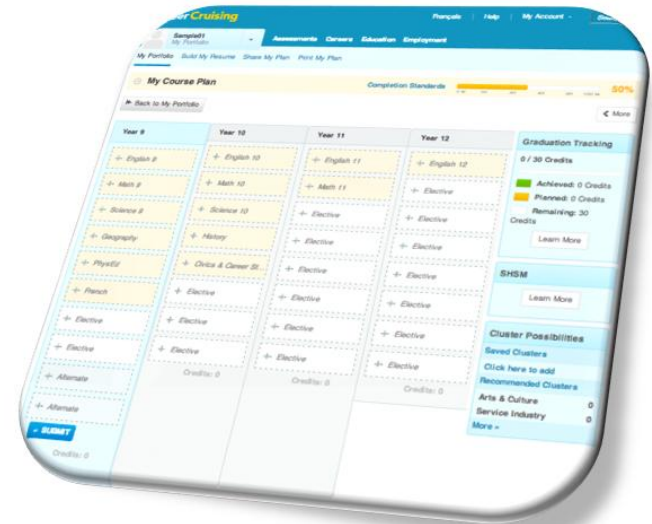 er Cruising
Français Help My Account
Sample01
My Portfolio
Assessments Careers Education Employment
My Portfolio Build My Resume Share My Plan Print My Plan
My Course Plan
Completion Standards
50%
Back to My Portfolio
More
Year 9
English 9
Math 9
Science 9
Geography
PhysEd
French
Elective
Elective
Alternate
Alternate
SUBMIT
Credits: 0
Year 10
English 10
Math 10
Science 10
History
Civics & Career St...
Elective
Elective
Elective
Credits: 0
Year 11
English 11
Math 11
Elective
Elective
Elective
Elective
Elective
Elective
Credits: 0
Year 12
English 12
Elective
Elective
Elective
Elective
Elective
Elective
Elective
Credits: 0
Graduation Tracking
0 / 30 Credits
Achieved: 0 Credits
Planned: 0 Credits
Remaining: 30
Credits
Learn More
SHSM
Learn More
Cluster Possibilities
Saved Clusters
Click here to add
Recommended Clusters
Arts & Culture 0
Service Industry 0
More »